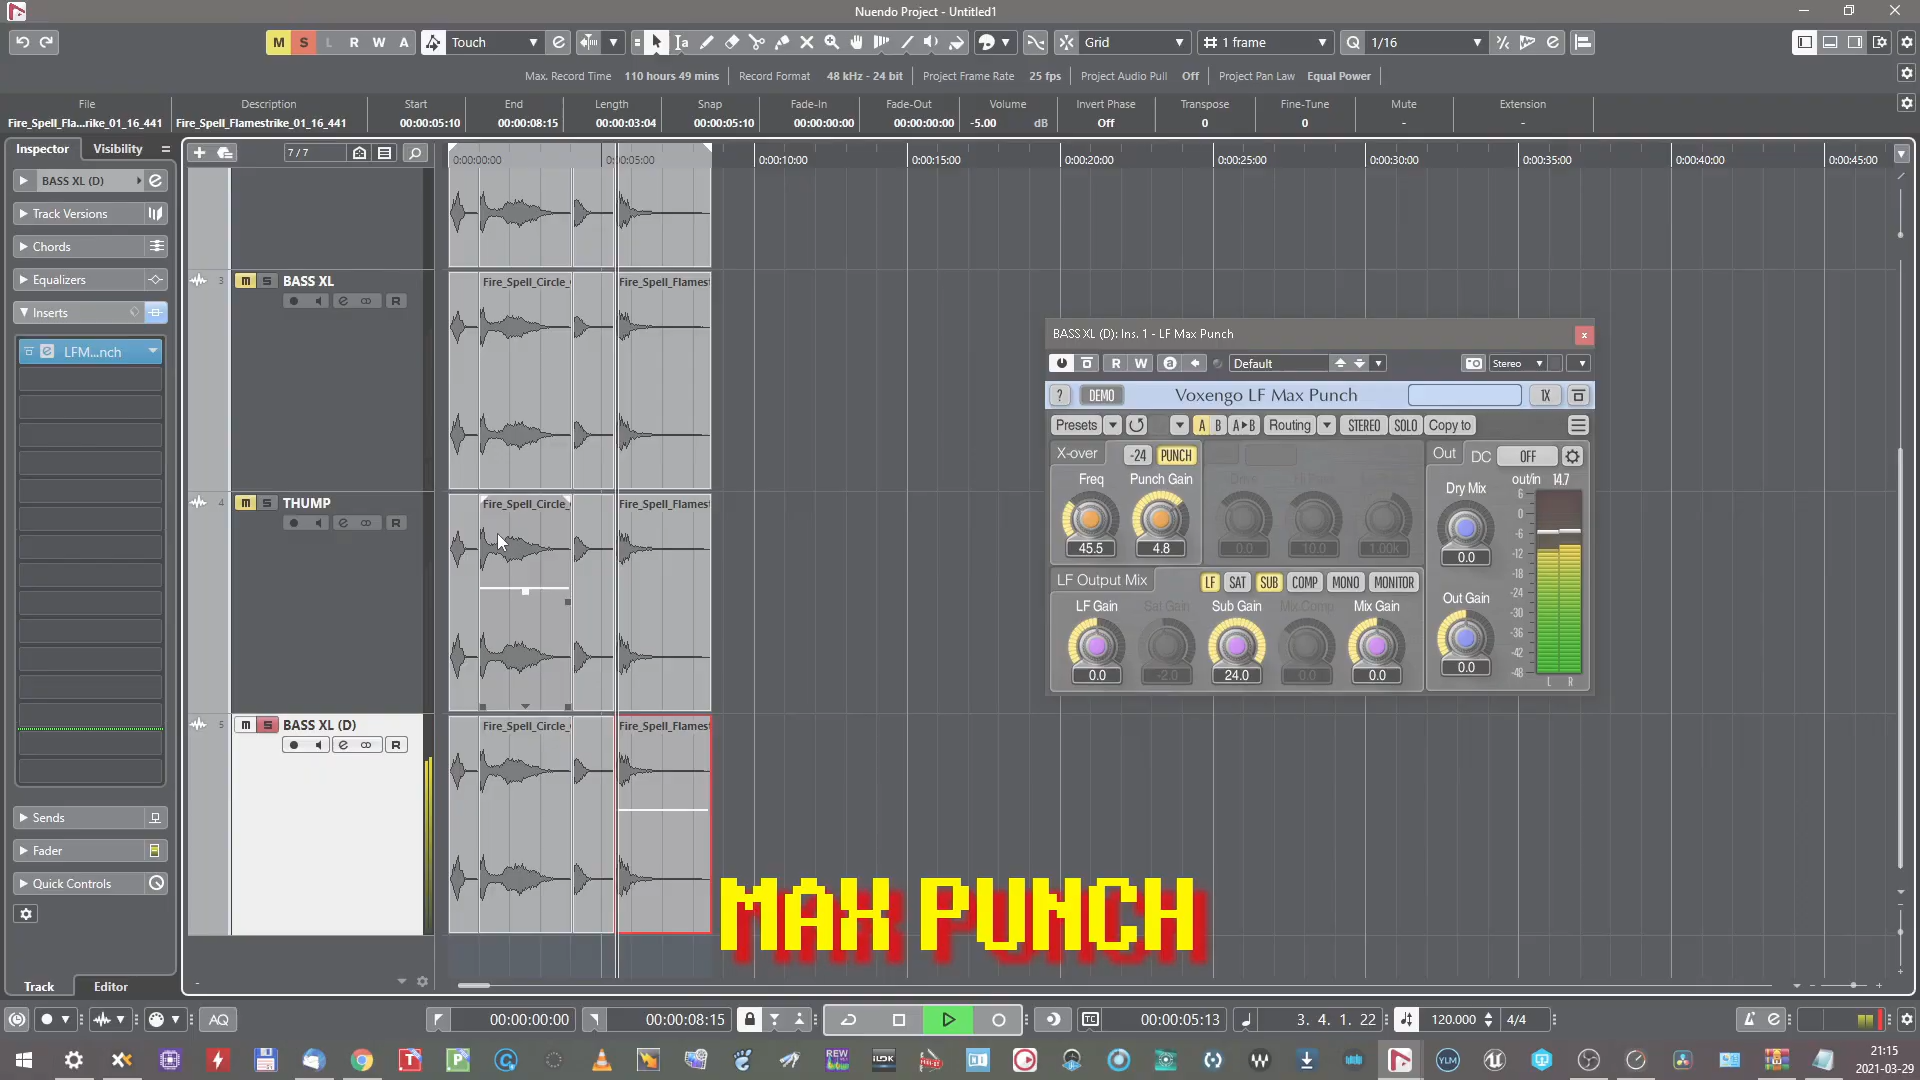 Nuendo Project - Untitled1
M S L R W A Touch Grid 1 frame Q 1/16
Max. Record Time 110 hours 49 mins Record Format 48 kHz - 24 bit Project Frame Rate 25 fps Project Audio Pull Off Project Pan Law Equal Power
File Description Start End Length Snap Fade-In Fade-Out Volume Invert Phase Transpose Fine-Tune Mute Extension
Fire_Spell_Fla...rike_01_16_441 Fire_Spell_Flamestrike_01_16_441 00:00:05:10 00:00:08:15 00:00:03:04 00:00:05:10 00:00:00:00 00:00:00:00 -5.00 dB Off 0 0 - -
Inspector Visibility
7/7
0:00:00:00 0:00:05:00 0:00:10:00 0:00:15:00 0:00:20:00 0:00:25:00 0:00:30:00 0:00:35:00 0:00:40:00 0:00:45:00
BASS XL (D)
Track Versions
Chords
Equalizers
Inserts
LFM...nch
Sends
Fader
Quick Controls
Track Editor
3 m S BASS XL
R
Fire_Spell_Circle_ Fire_Spell_Flames
4 m S THUMP
R
Fire_Spell_Circle_ Fire_Spell_Flames
5 m S BASS XL (D)
R
Fire_Spell_Circle_ Fire_Spell_Flames
BASS XL (D): Ins. 1 - LF Max Punch
R W a Default Stereo
? DEMO Voxengo LF Max Punch 1X
Presets A B A▸B Routing STEREO SOLO Copy to
X-over -24 PUNCH Out DC OFF
Freq Punch Gain Dry Mix out/in 14.7
45.5 4.8 0.0 10.0 1.00k 0.0
LF Output Mix LF SAT SUB COMP MONO MONITOR
LF Gain Sat Gain Sub Gain Mix Comp Mix Gain Out Gain
0.0 -2.0 24.0 0.0 0.0 0.0
6
0
-6
-12
-18
-24
-30
-36
-42
-48
L R
MAX PUNCH
AQ 00:00:00:00 00:00:08:15 TC 00:00:05:13 3. 4. 1. 22 120.000 4/4
REW iLOK YLM
21:15
2021-03-29